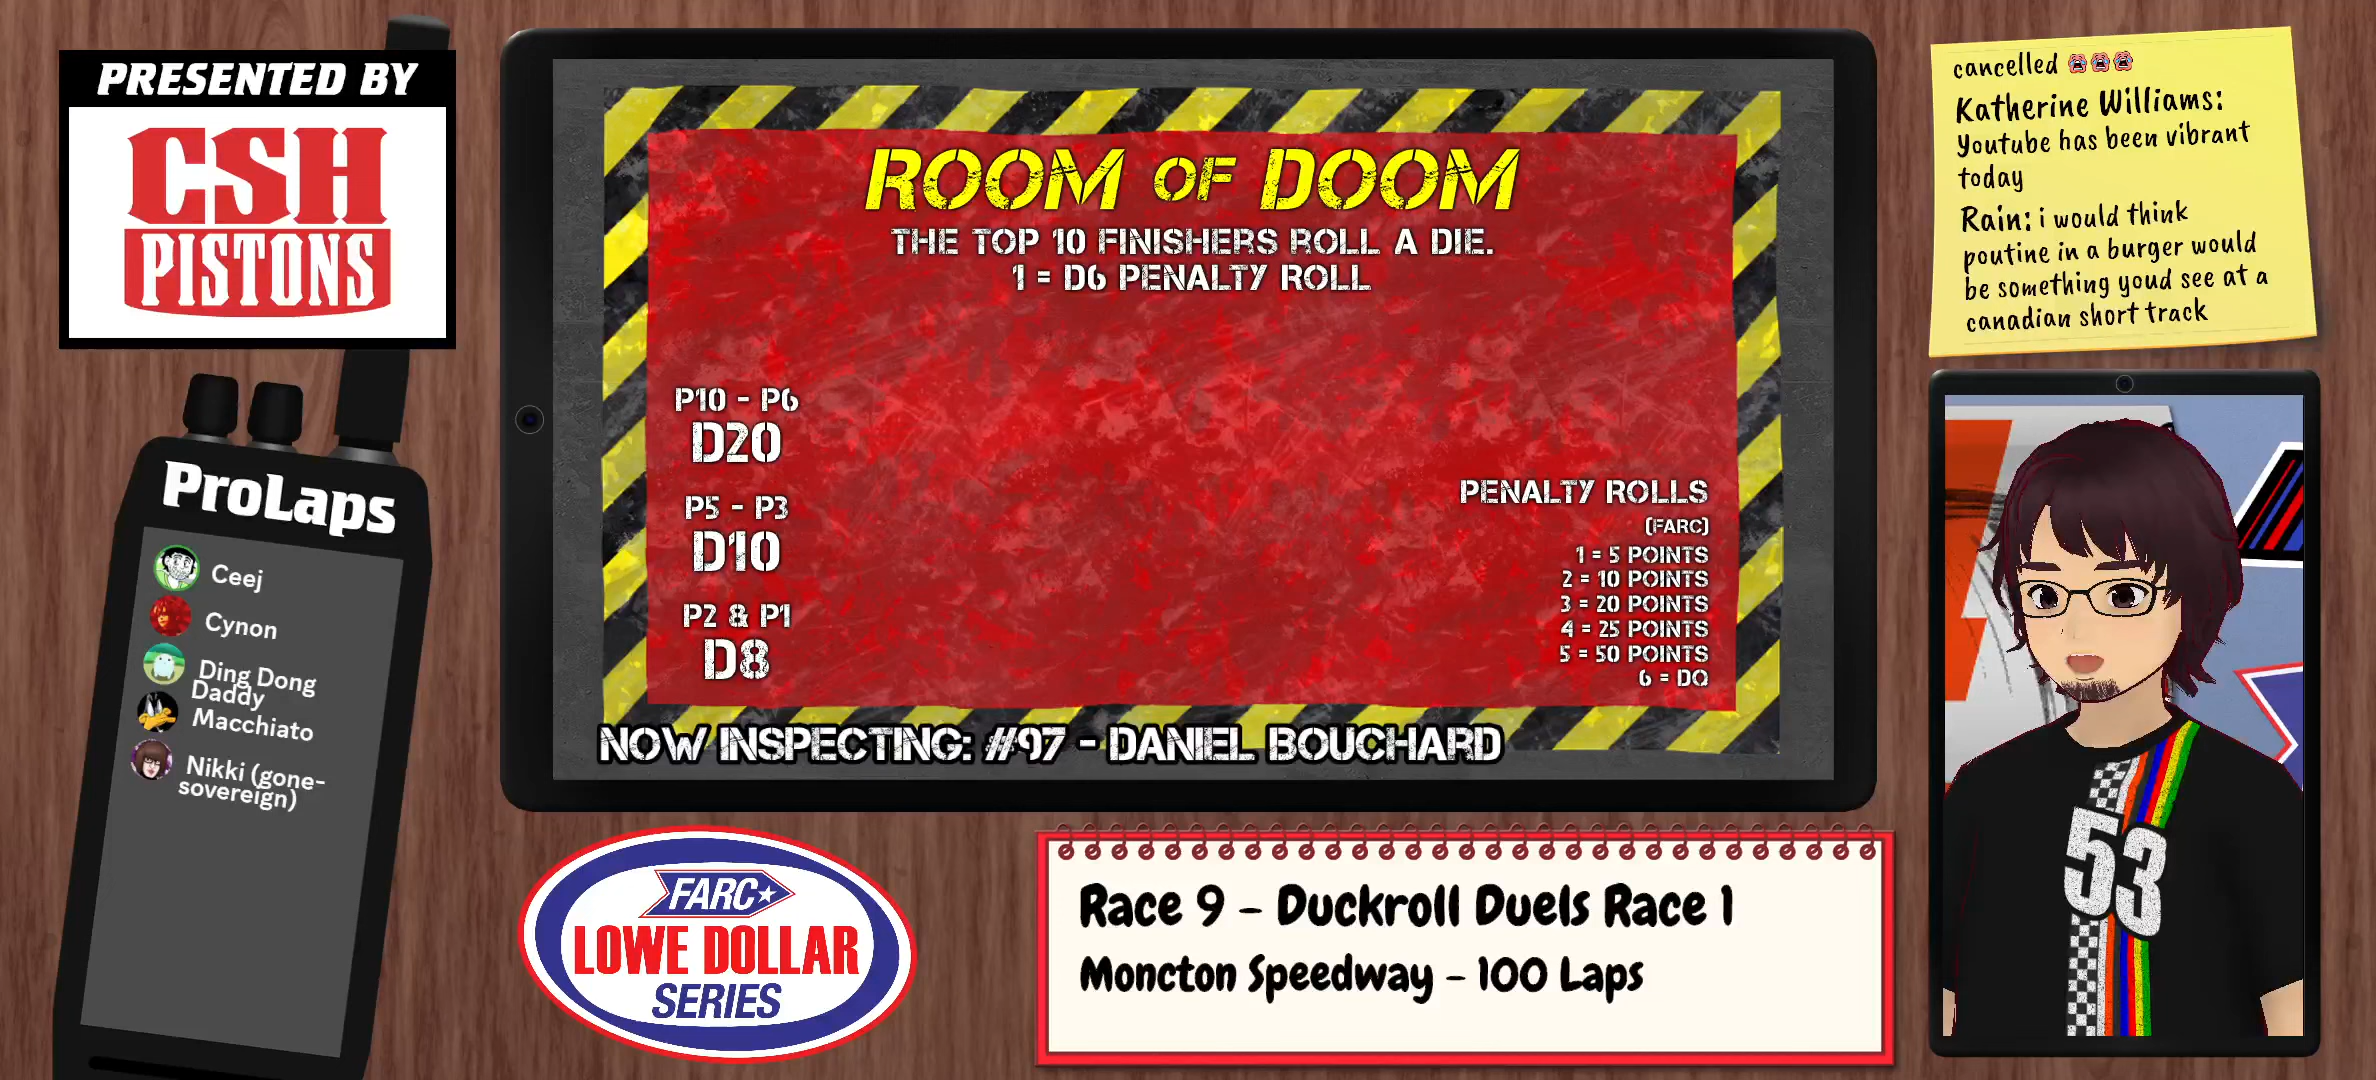 PRESENTED BY
CSH
PISTONS
ProLaps
Ceej
Cynon
Ding Dong
Daddy
Macchiato
Nikki (gone-
sovereign)
ROOM OF DOOM
THE TOP 10 FINISHERS ROLL A DIE.
1 = D6 PENALTY ROLL
P10 - P6
D20
P5 - P3
D10
P2 & P1
D8
PENALTY ROLLS
(FARC)
1 = 5 POINTS
2 = 10 POINTS
3 = 20 POINTS
4 = 25 POINTS
5 = 50 POINTS
6 = DQ
NOW INSPECTING: #97 - DANIEL BOUCHARD
FARC
LOWE DOLLAR
SERIES
Race 9 - Duckroll Duels Race 1
Moncton Speedway - 100 Laps
cancelled 😭😭😭
Katherine Williams:
Youtube has been vibrant
today
Rain: i would think
poutine in a burger would
be something youd see at a
canadian short track
53